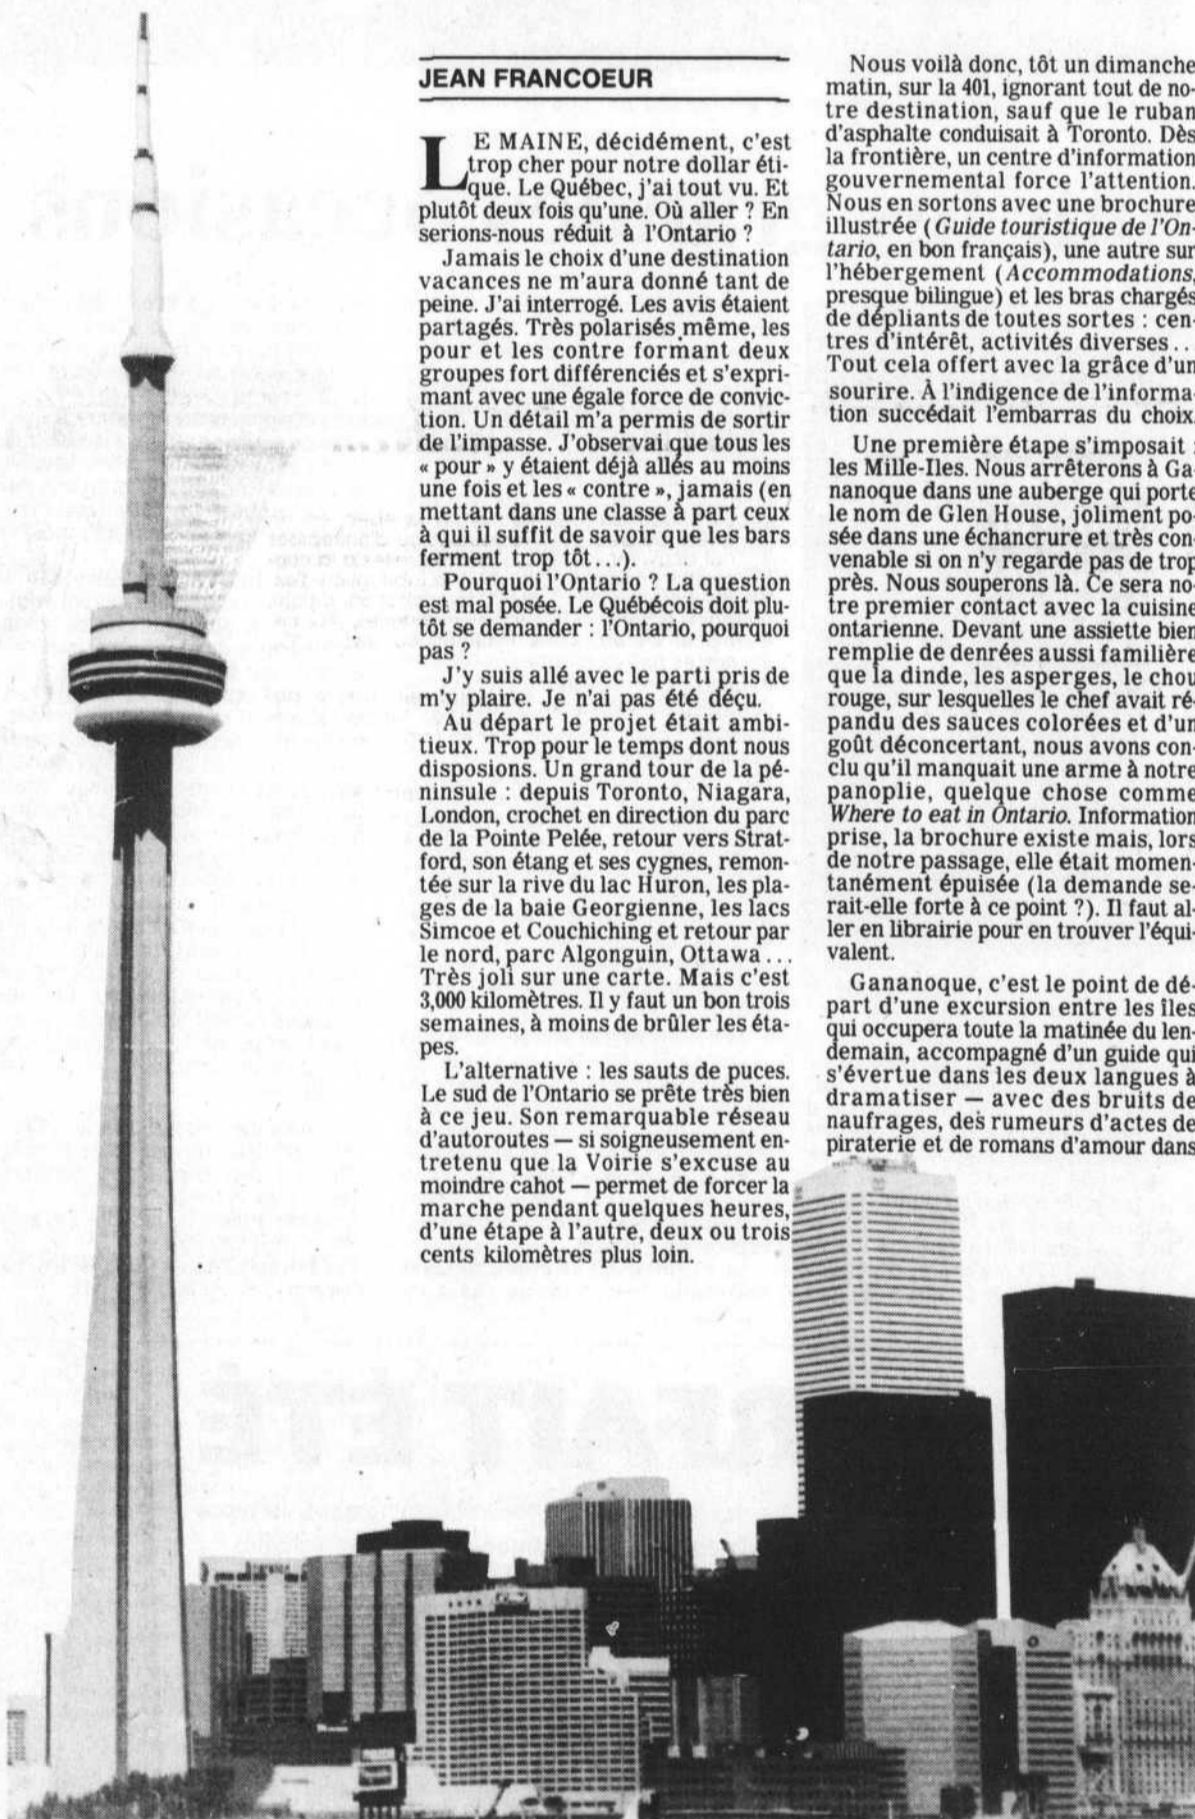 JEAN FRANCOEUR
LE MAINE, décidément, c'est
trop cher pour notre dollar éti-
que. Le Québec, j'ai tout vu. Et
plutôt deux fois qu'une. Où aller ? En
serions-nous réduit à l'Ontario ?
Jamais le choix d'une destination
vacances ne m'aura donné tant de
peine. J'ai interrogé. Les avis étaient
partagés. Très polarisés même, les
pour et les contre formant deux
groupes fort différenciés et s'expri-
mant avec une égale force de convic-
tion. Un détail m'a permis de sortir
de l'impasse. J'observai que tous les
« pour » y étaient déjà allés au moins
une fois et les « contre », jamais (en
mettant dans une classe à part ceux
à qui il suffit de savoir que les bars
ferment trop tôt...).
Pourquoi l'Ontario ? La question
est mal posée. Le Québécois doit plu-
tôt se demander : l'Ontario, pourquoi
pas ?
J'y suis allé avec le parti pris de
m'y plaire. Je n'ai pas été déçu.
Au départ le projet était ambi-
tieux. Trop pour le temps dont nous
disposions. Un grand tour de la pé-
ninsule : depuis Toronto, Niagara,
London, crochet en direction du parc
de la Pointe Pelée, retour vers Strat-
ford, son étang et ses cygnes, remon-
tée sur la rive du lac Huron, les pla-
ges de la baie Georgienne, les lacs
Simcoe et Couchiching et retour par
le nord, parc Algonguin, Ottawa ...
Très joli sur une carte. Mais c'est
3,000 kilomètres. Il y faut un bon trois
semaines, à moins de brûler les éta-
pes.
L'alternative : les sauts de puces.
Le sud de l'Ontario se prête très bien
à ce jeu. Son remarquable réseau
d'autoroutes — si soigneusement en-
tretenu que la Voirie s'excuse au
moindre cahot — permet de forcer la
marche pendant quelques heures,
d'une étape à l'autre, deux ou trois
cents kilomètres plus loin.
Nous voilà donc, tôt un dimanche
matin, sur la 401, ignorant tout de no-
tre destination, sauf que le ruban
d'asphalte conduisait à Toronto. Dès
la frontière, un centre d'information
gouvernemental force l'attention.
Nous en sortons avec une brochure
illustrée (Guide touristique de l'On-
tario, en bon français), une autre sur
l'hébergement (Accommodations,
presque bilingue) et les bras chargés
de dépliants de toutes sortes : cen-
tres d'intérêt, activités diverses ..
Tout cela offert avec la grâce d'un
sourire. À l'indigence de l'informa-
tion succédait l'embarras du choix.
Une première étape s'imposait :
les Mille-Iles. Nous arrêterons à Ga-
nanoque dans une auberge qui porte
le nom de Glen House, joliment po-
sée dans une échancrure et très con-
venable si on n'y regarde pas de trop
près. Nous souperons là. Ce sera no-
tre premier contact avec la cuisine
ontarienne. Devant une assiette bien
remplie de denrées aussi familière
que la dinde, les asperges, le chou
rouge, sur lesquelles le chef avait ré-
pandu des sauces colorées et d'un
goût déconcertant, nous avons con-
clu qu'il manquait une arme à notre
panoplie, quelque chose comme
Where to eat in Ontario. Information
prise, la brochure existe mais, lors
de notre passage, elle était momen-
tanément épuisée (la demande se-
rait-elle forte à ce point ?). Il faut al-
ler en librairie pour en trouver l'équi-
valent.
Gananoque, c'est le point de dé-
part d'une excursion entre les îles
qui occupera toute la matinée du len-
demain, accompagné d'un guide qui
s'évertue dans les deux langues à
dramatiser — avec des bruits de
naufrages, des rumeurs d'actes de
piraterie et de romans d'amour dans